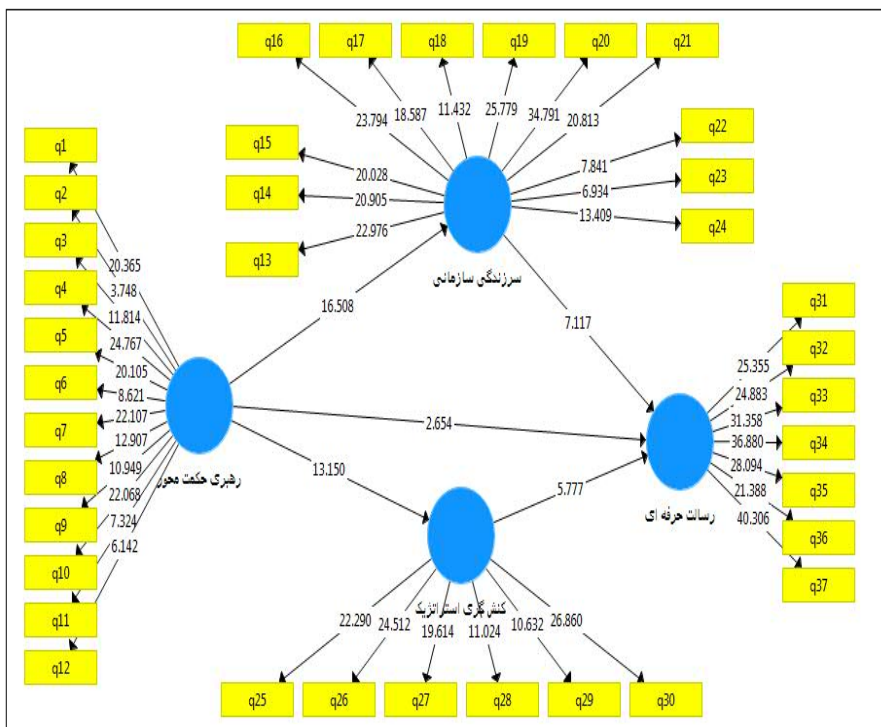 q16 q17 q18 q19 q20 q21
23.794 18.587 11.432 25.779 34.791 20.813
q15 20.028
q14 20.905
q13 22.976
7.841 q22
6.934 q23
13.409 q24
سرزندگی سازمانی
q1
q2
q3
q4
q5
q6
q7
q8
q9
q10
q11
q12
20.365
3.748
11.814
24.767
20.105
8.621
22.107
12.907
10.949
22.068
7.324
6.142
رهبری حکمت محور
16.508
7.117
2.654
13.150
5.777
q31
q32
q33
q34
q35
q36
q37
25.355
24.883
31.358
36.880
28.094
21.388
40.306
رسالت حرفه ای
کنش گری استراتژیک
22.290 24.512 19.614 11.024 10.632 26.860
q25 q26 q27 q28 q29 q30